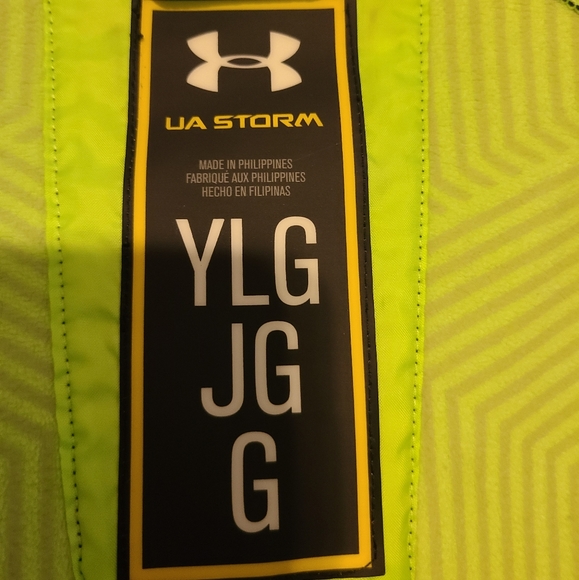 UA STORM
MADE IN PHILIPPINES
FABRIQUÉ AUX PHILIPPINES
HECHO EN FILIPINAS
YLG
JG
G